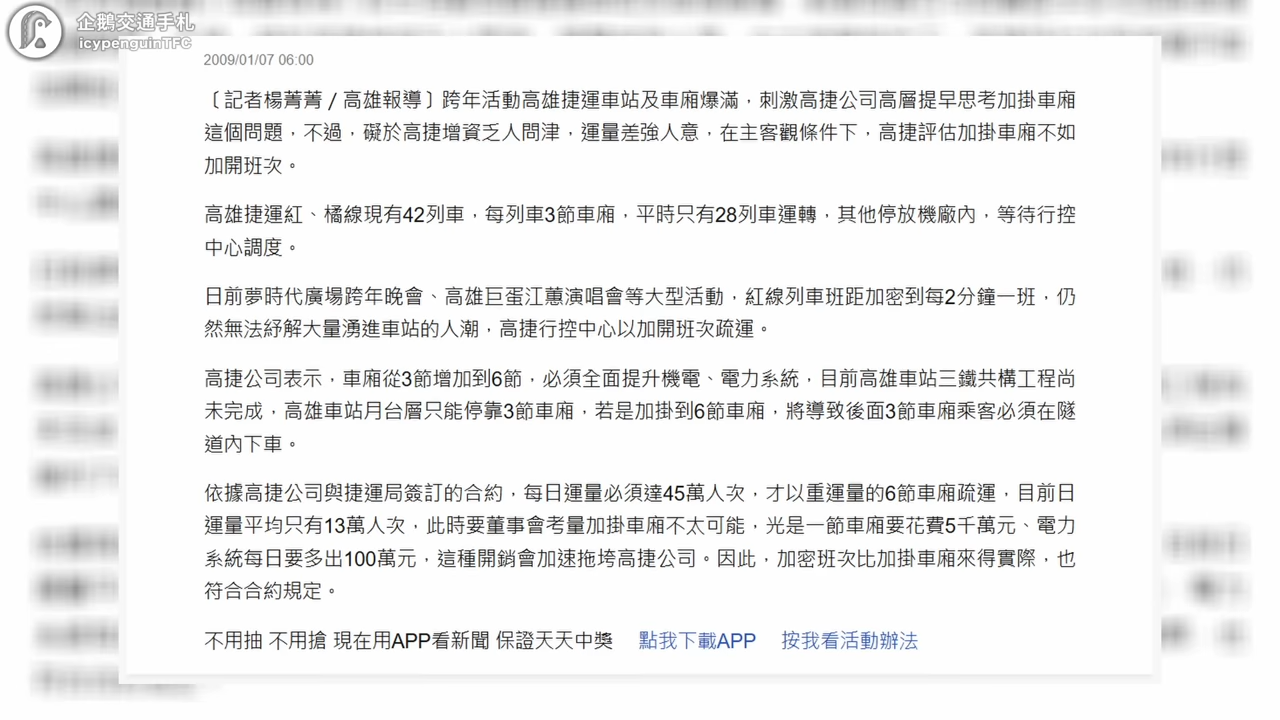 企鵝交通手札
icypenguinTFC
2009/01/07 06:00
〔記者楊菁菁／高雄報導〕跨年活動高雄捷運車站及車廂爆滿，刺激高捷公司高層提早思考加掛車廂
這個問題，不過，礙於高捷增資乏人問津，運量差強人意，在主客觀條件下，高捷評估加掛車廂不如
加開班次。
高雄捷運紅、橘線現有42列車，每列車3節車廂，平時只有28列車運轉，其他停放機廠內，等待行控
中心調度。
日前夢時代廣場跨年晚會、高雄巨蛋江蕙演唱會等大型活動，紅線列車班距加密到每2分鐘一班，仍
然無法紓解大量湧進車站的人潮，高捷行控中心以加開班次疏運。
高捷公司表示，車廂從3節增加到6節，必須全面提升機電、電力系統，目前高雄車站三鐵共構工程尚
未完成，高雄車站月台層只能停靠3節車廂，若是加掛到6節車廂，將導致後面3節車廂乘客必須在隧
道內下車。
依據高捷公司與捷運局簽訂的合約，每日運量必須達45萬人次，才以重運量的6節車廂疏運，目前日
運量平均只有13萬人次，此時要董事會考量加掛車廂不太可能，光是一節車廂要花費5千萬元、電力
系統每日要多出100萬元，這種開銷會加速拖垮高捷公司。因此，加密班次比加掛車廂來得實際，也
符合合約規定。
不用抽 不用搶 現在用APP看新聞 保證天天中獎 點我下載APP 按我看活動辦法